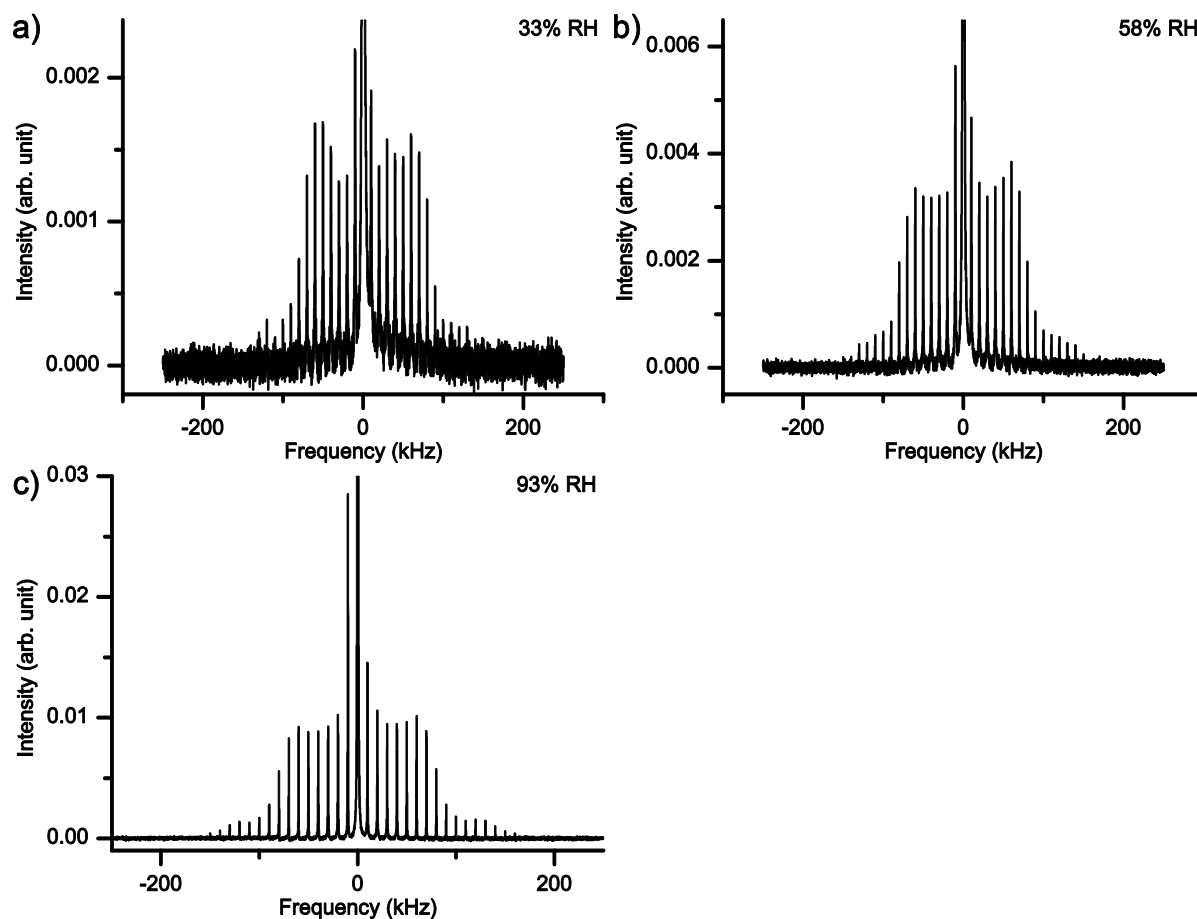 a)
33% RH
0.002
0.001
0.000
Intensity (arb. unit)
-200
0
200
Frequency (kHz)
b)
58% RH
0.006
0.004
0.002
0.000
Intensity (arb. unit)
-200
0
200
Frequency (kHz)
c)
93% RH
0.03
0.02
0.01
0.00
Intensity (arb. unit)
-200
0
200
Frequency (kHz)